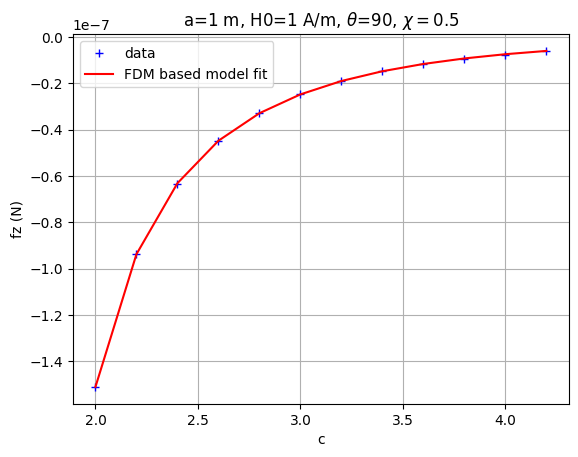 a=1 m, H0=1 A/m, θ=90, χ = 0.5
1e−7
data
FDM based model fit
0.0
−0.2
−0.4
−0.6
−0.8
−1.0
−1.2
−1.4
fz (N)
2.0 2.5 3.0 3.5 4.0
c